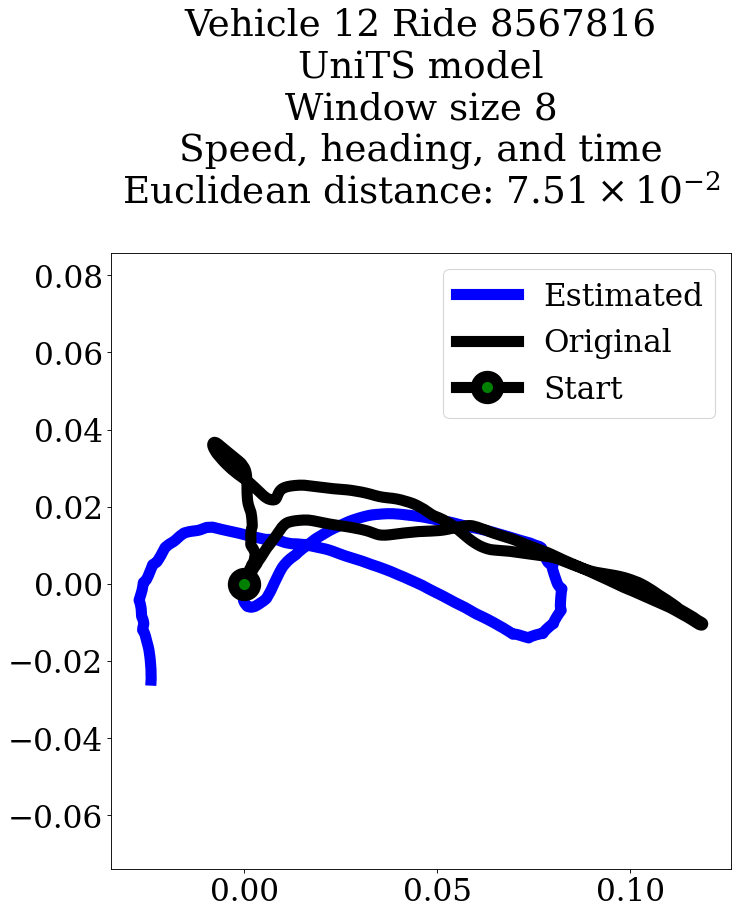 Vehicle 12 Ride 8567816
UniTS model
Window size 8
Speed, heading, and time
Euclidean distance: 7.51 × 10⁻²
Estimated
Original
Start
0.08
0.06
0.04
0.02
0.00
−0.02
−0.04
−0.06
0.00 0.05 0.10